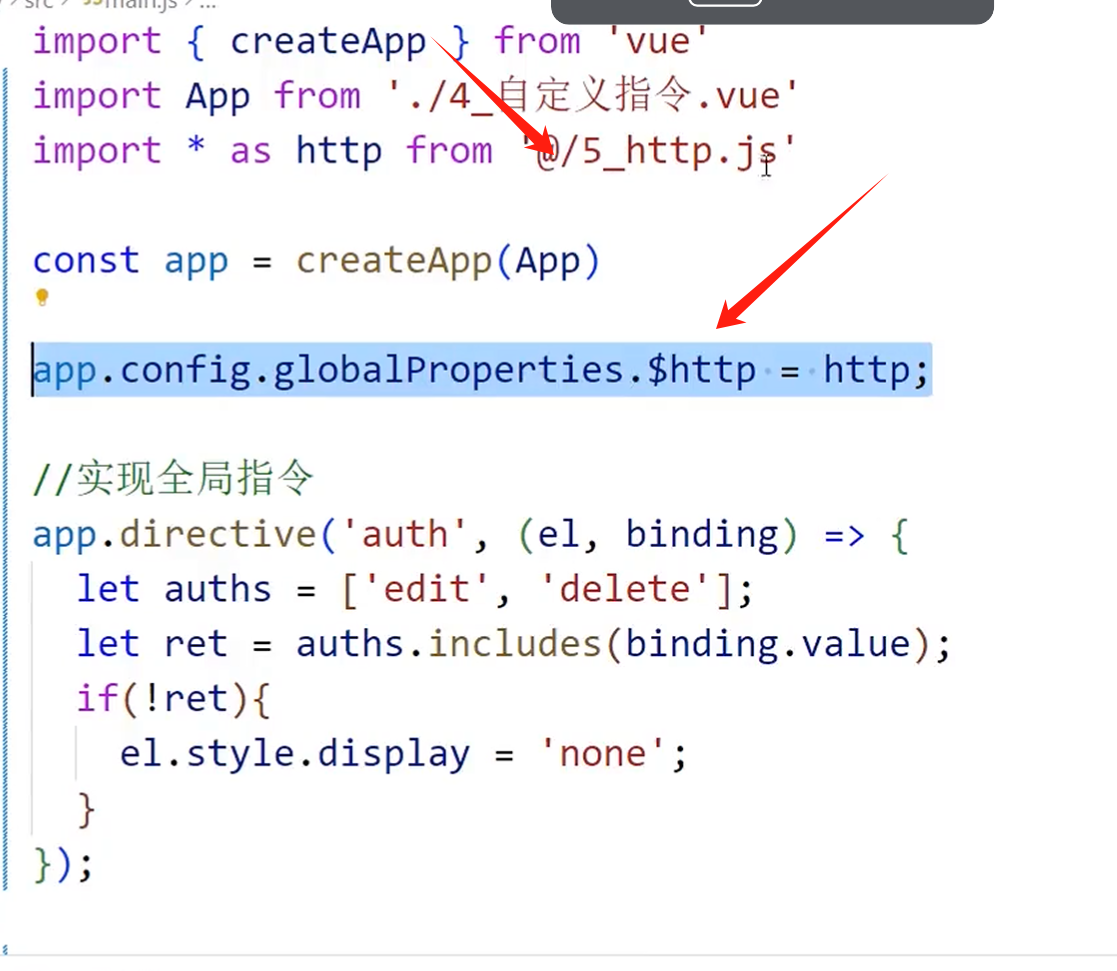 src > JS main.js > ...
import { createApp } from 'vue'
import App from './4_自定义指令.vue'
import * as http from '@/5_http.js'
const app = createApp(App)
app.config.globalProperties.$http = http;
//实现全局指令
app.directive('auth', (el, binding) => {
let auths = ['edit', 'delete'];
let ret = auths.includes(binding.value);
if(!ret){
el.style.display = 'none';
}
});